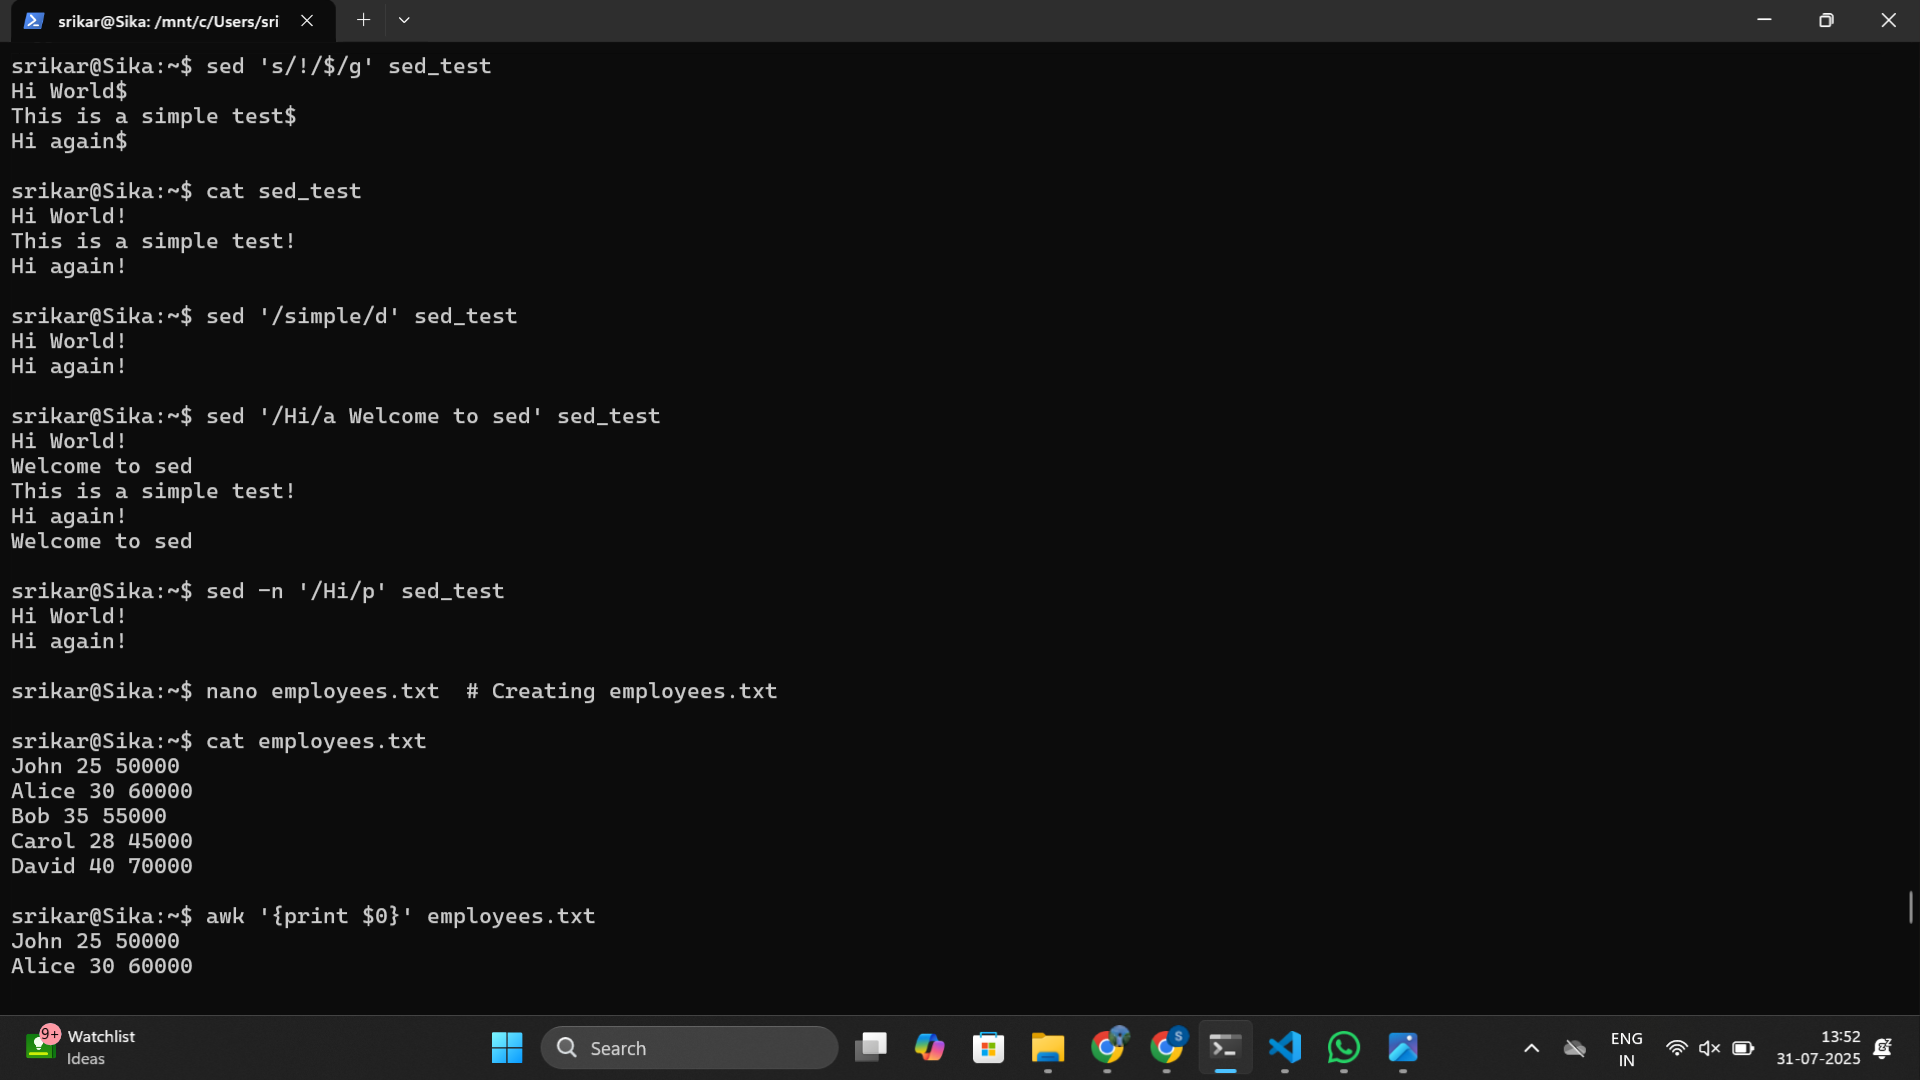 srikar@Sika: /mnt/c/Users/sri
srikar@Sika:~$ sed 's/!/$/g' sed_test
Hi World$
This is a simple test$
Hi again$
srikar@Sika:~$ cat sed_test
Hi World!
This is a simple test!
Hi again!
srikar@Sika:~$ sed '/simple/d' sed_test
Hi World!
Hi again!
srikar@Sika:~$ sed '/Hi/a Welcome to sed' sed_test
Hi World!
Welcome to sed
This is a simple test!
Hi again!
Welcome to sed
srikar@Sika:~$ sed -n '/Hi/p' sed_test
Hi World!
Hi again!
srikar@Sika:~$ nano employees.txt  # Creating employees.txt
srikar@Sika:~$ cat employees.txt
John 25 50000
Alice 30 60000
Bob 35 55000
Carol 28 45000
David 40 70000
srikar@Sika:~$ awk '{print $0}' employees.txt
John 25 50000
Alice 30 60000
9+ Watchlist
Ideas
Search
S
ENG
IN
13:52
31-07-2025